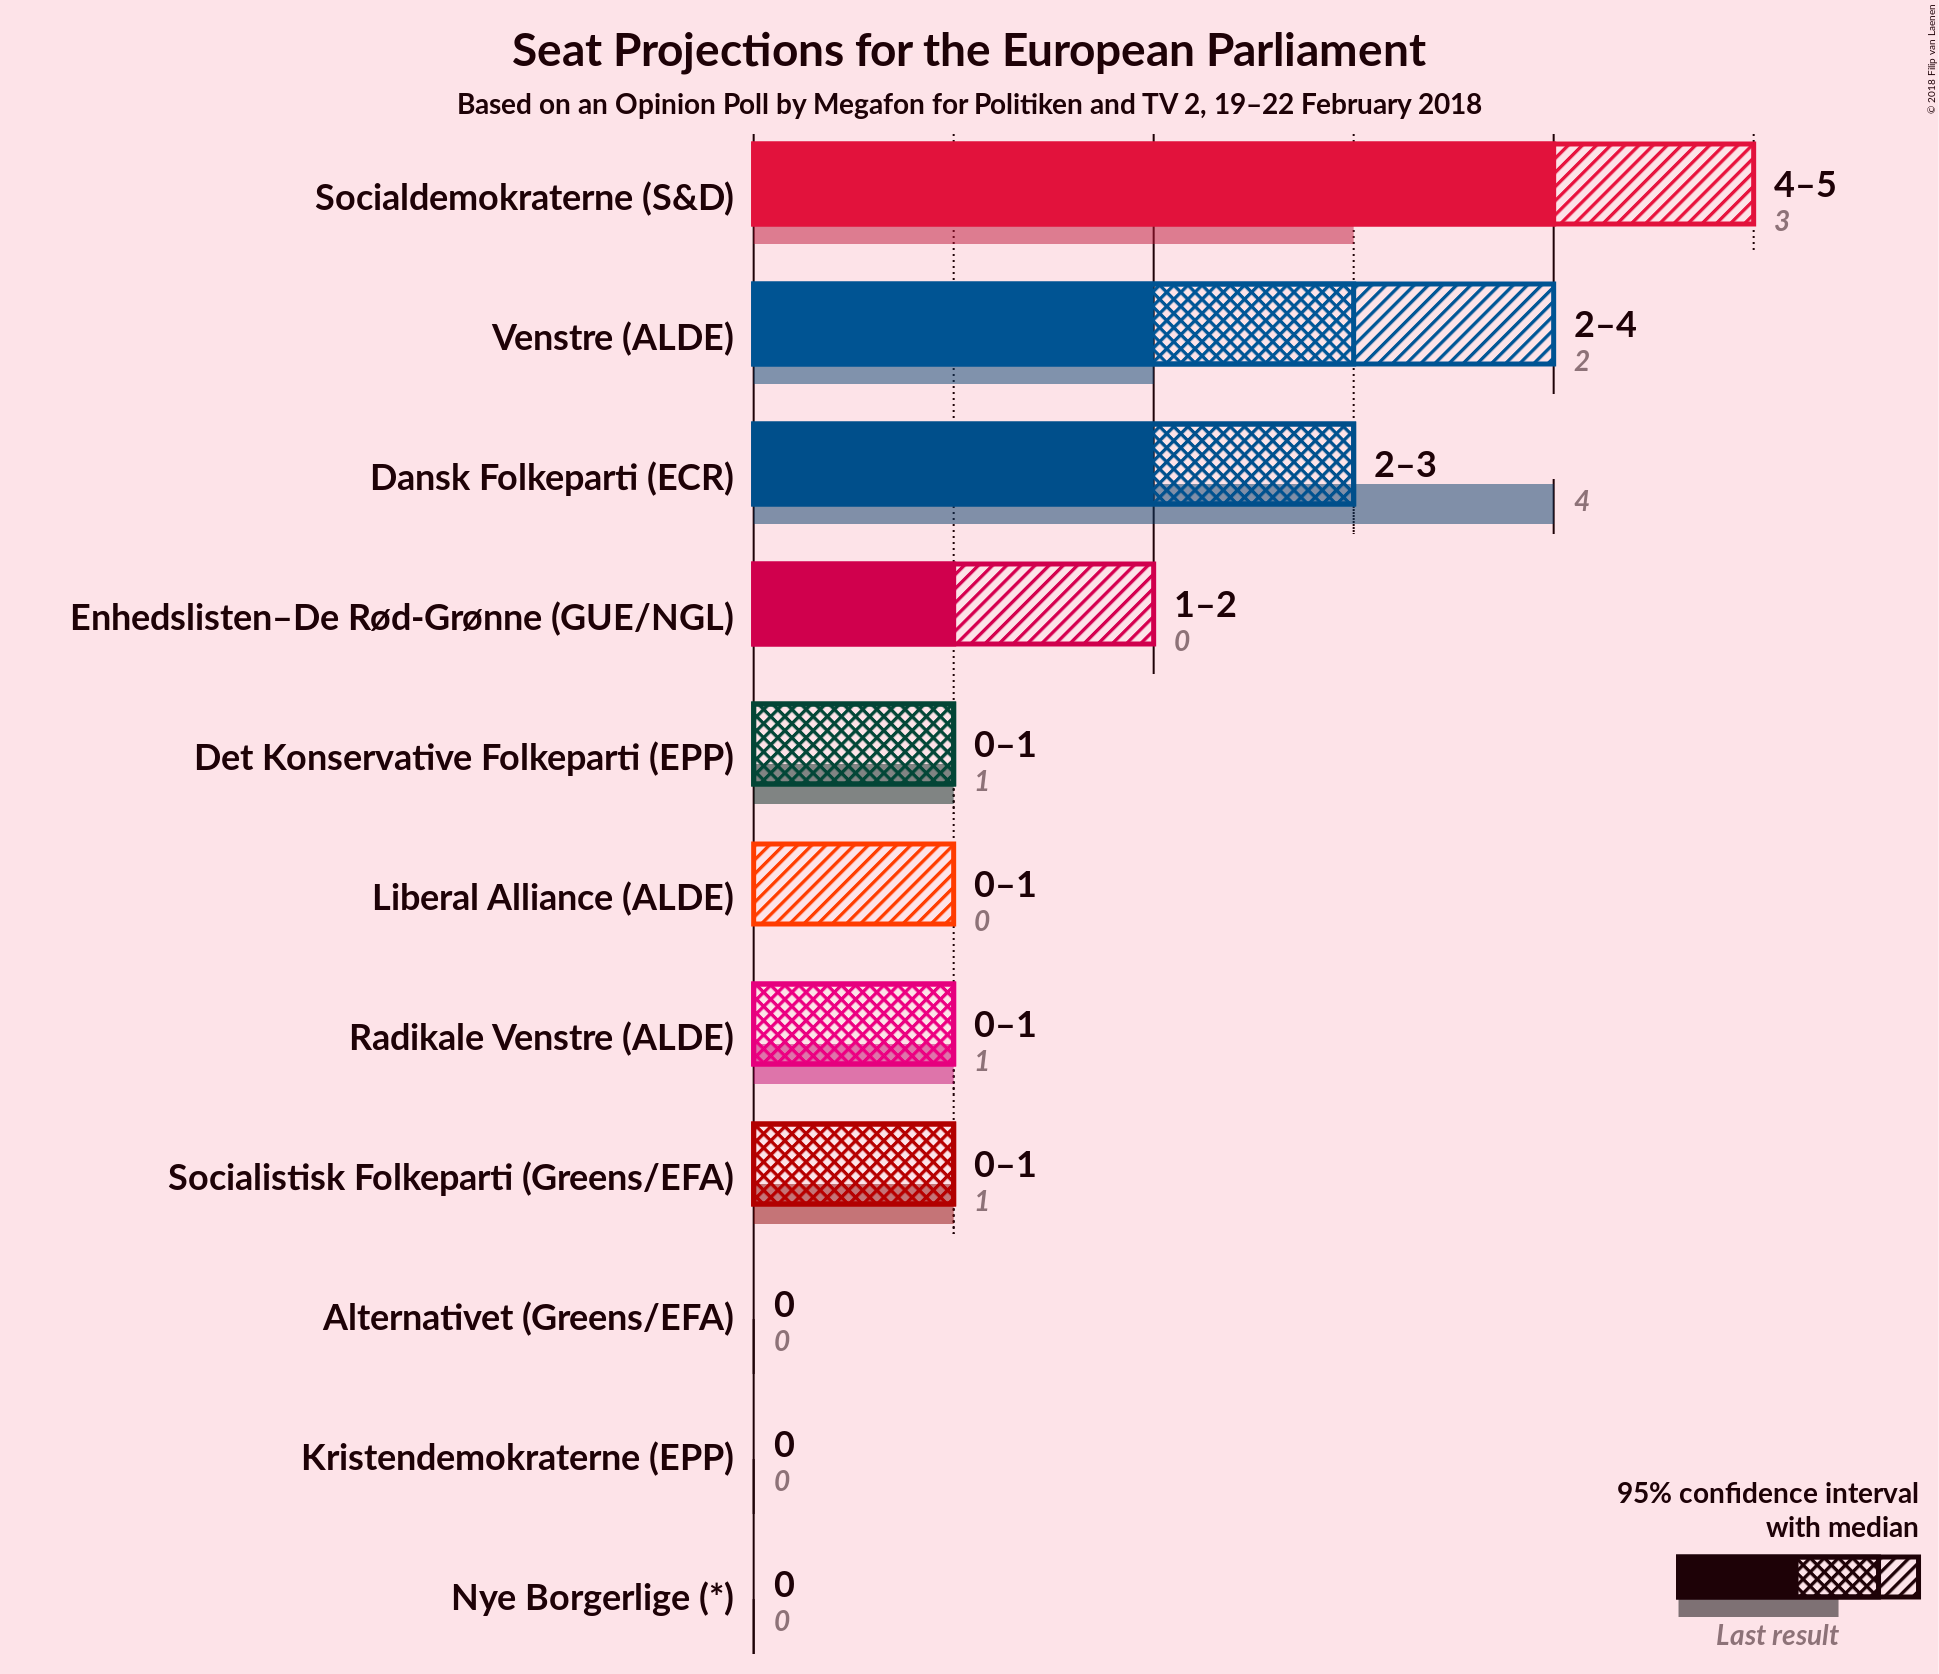 Seat Projections for the European Parliament
Based on an Opinion Poll by Megafon for Politiken and TV 2, 19–22 February 2018
© 2018 Filip van Laenen
Socialdemokraterne (S&D)
4–5
3
Venstre (ALDE)
2–4
2
Dansk Folkeparti (ECR)
2–3
4
Enhedslisten–De Rød-Grønne (GUE/NGL)
1–2
0
Det Konservative Folkeparti (EPP)
0–1
1
Liberal Alliance (ALDE)
0–1
0
Radikale Venstre (ALDE)
0–1
1
Socialistisk Folkeparti (Greens/EFA)
0–1
1
Alternativet (Greens/EFA)
0
0
Kristendemokraterne (EPP)
0
0
Nye Borgerlige (*)
0
0
95% confidence interval
with median
Last result